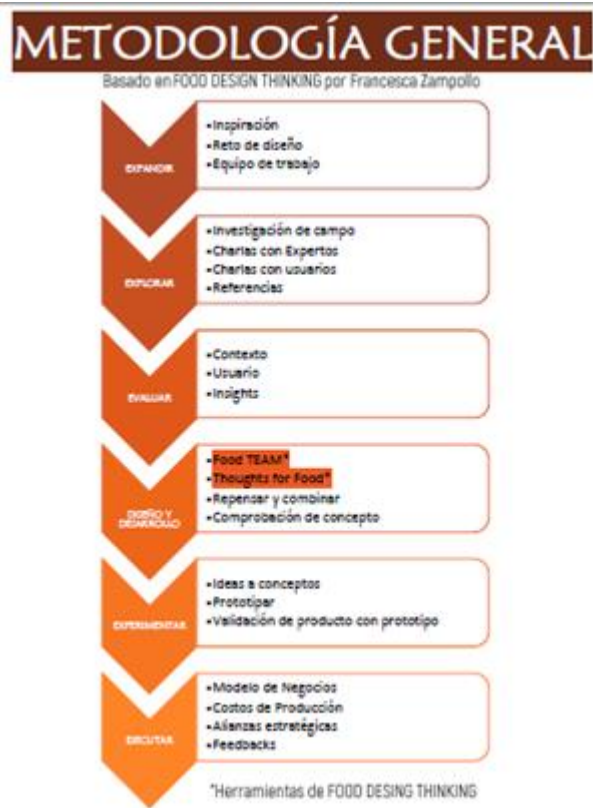 METODOLOGÍA GENERAL
Basado en FOOD DESIGN THINKING por Francesca Zampollo
EXPANDIR
•Inspiración
•Reto de diseño
•Equipo de trabajo
EXPLORAR
•Investigación de campo
•Charlas con Expertos
•Charlas con usuarios
•Referencias
EVALUAR
•Contexto
•Usuario
•Insights
DISEÑO Y
DESARROLLO
•Food TEAM*
•Thoughts for Food*
•Repensar y combinar
•Comprobación de concepto
EXPERIMENTAR
•Ideas a conceptos
•Prototipar
•Validación de producto con prototipo
EJECUTAR
•Modelo de Negocios
•Costos de Producción
•Alianzas estratégicas
•Feedbacks
*Herramientas de FOOD DESING THINKING